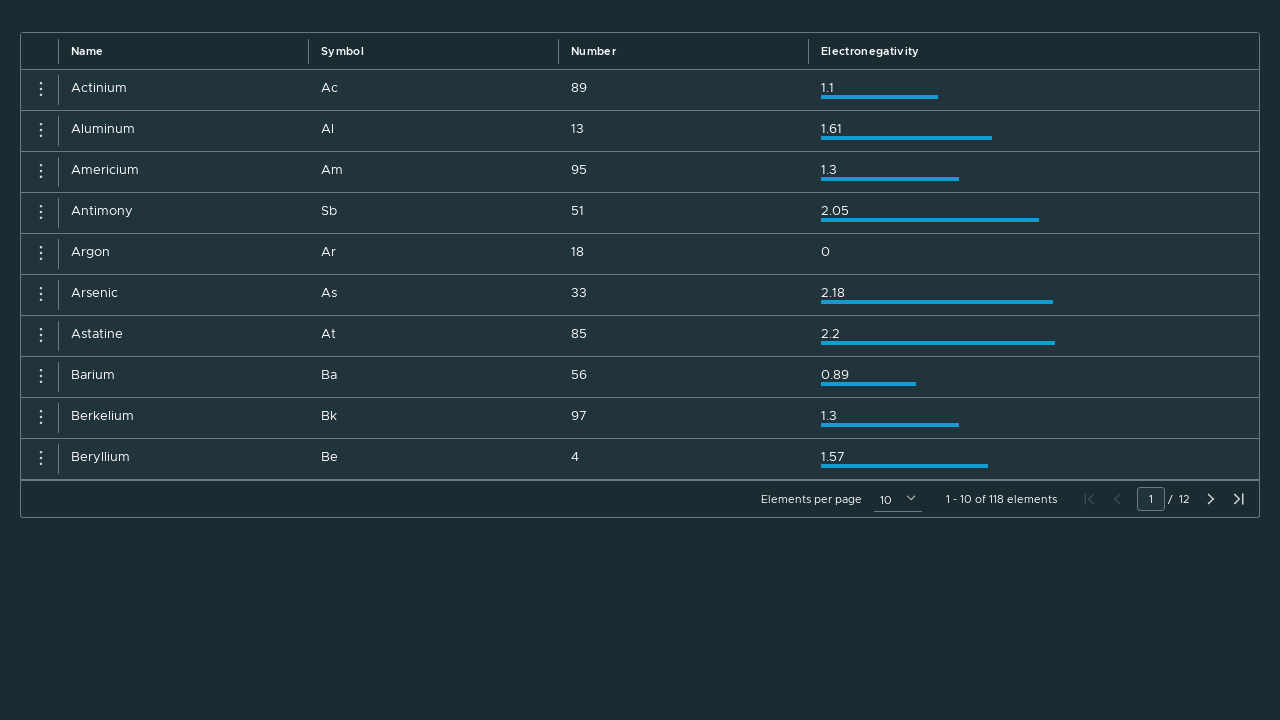 Name Symbol Number Electronegativity
Actinium Ac 89 1.1
Aluminum Al 13 1.61
Americium Am 95 1.3
Antimony Sb 51 2.05
Argon Ar 18 0
Arsenic As 33 2.18
Astatine At 85 2.2
Barium Ba 56 0.89
Berkelium Bk 97 1.3
Beryllium Be 4 1.57
Elements per page 10 1 - 10 of 118 elements 1 / 12